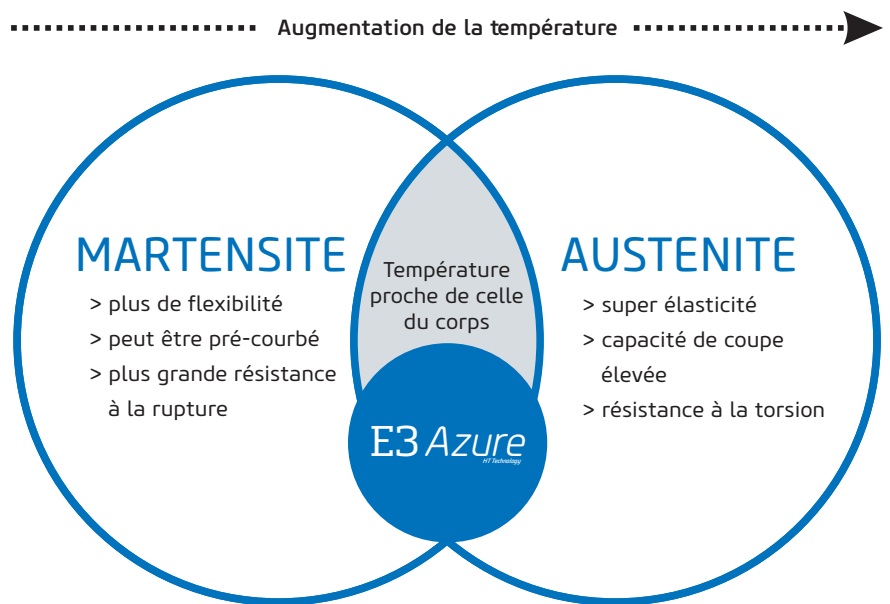 Augmentation de la température
MARTENSITE
> plus de flexibilité
> peut être pré-courbé
> plus grande résistance
à la rupture
Température
proche de celle
du corps
E3 Azure
HT Technology
AUSTENITE
> super élasticité
> capacité de coupe
élevée
> résistance à la torsion